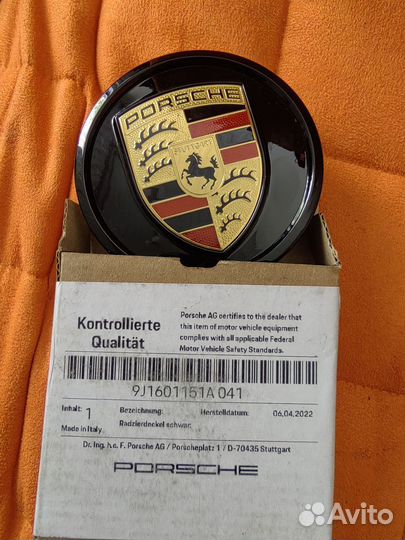 PORSCHE
STUTTGART
Kontrollierte
Qualität
Porsche AG certifies to the dealer that
this item of motor vehicle equipment
complies with all applicable Federal
Motor Vehicle Safety Standards.
9J1601151A 041
Inhalt: 1 Bezeichnung: Herstelldatum: 06.04.2022
Made in Italy Radzierdeckel schwarz
Dr. Ing. h.c. F. Porsche AG / Porscheplatz 1 / D-70435 Stuttgart
PORSCHE
Avito